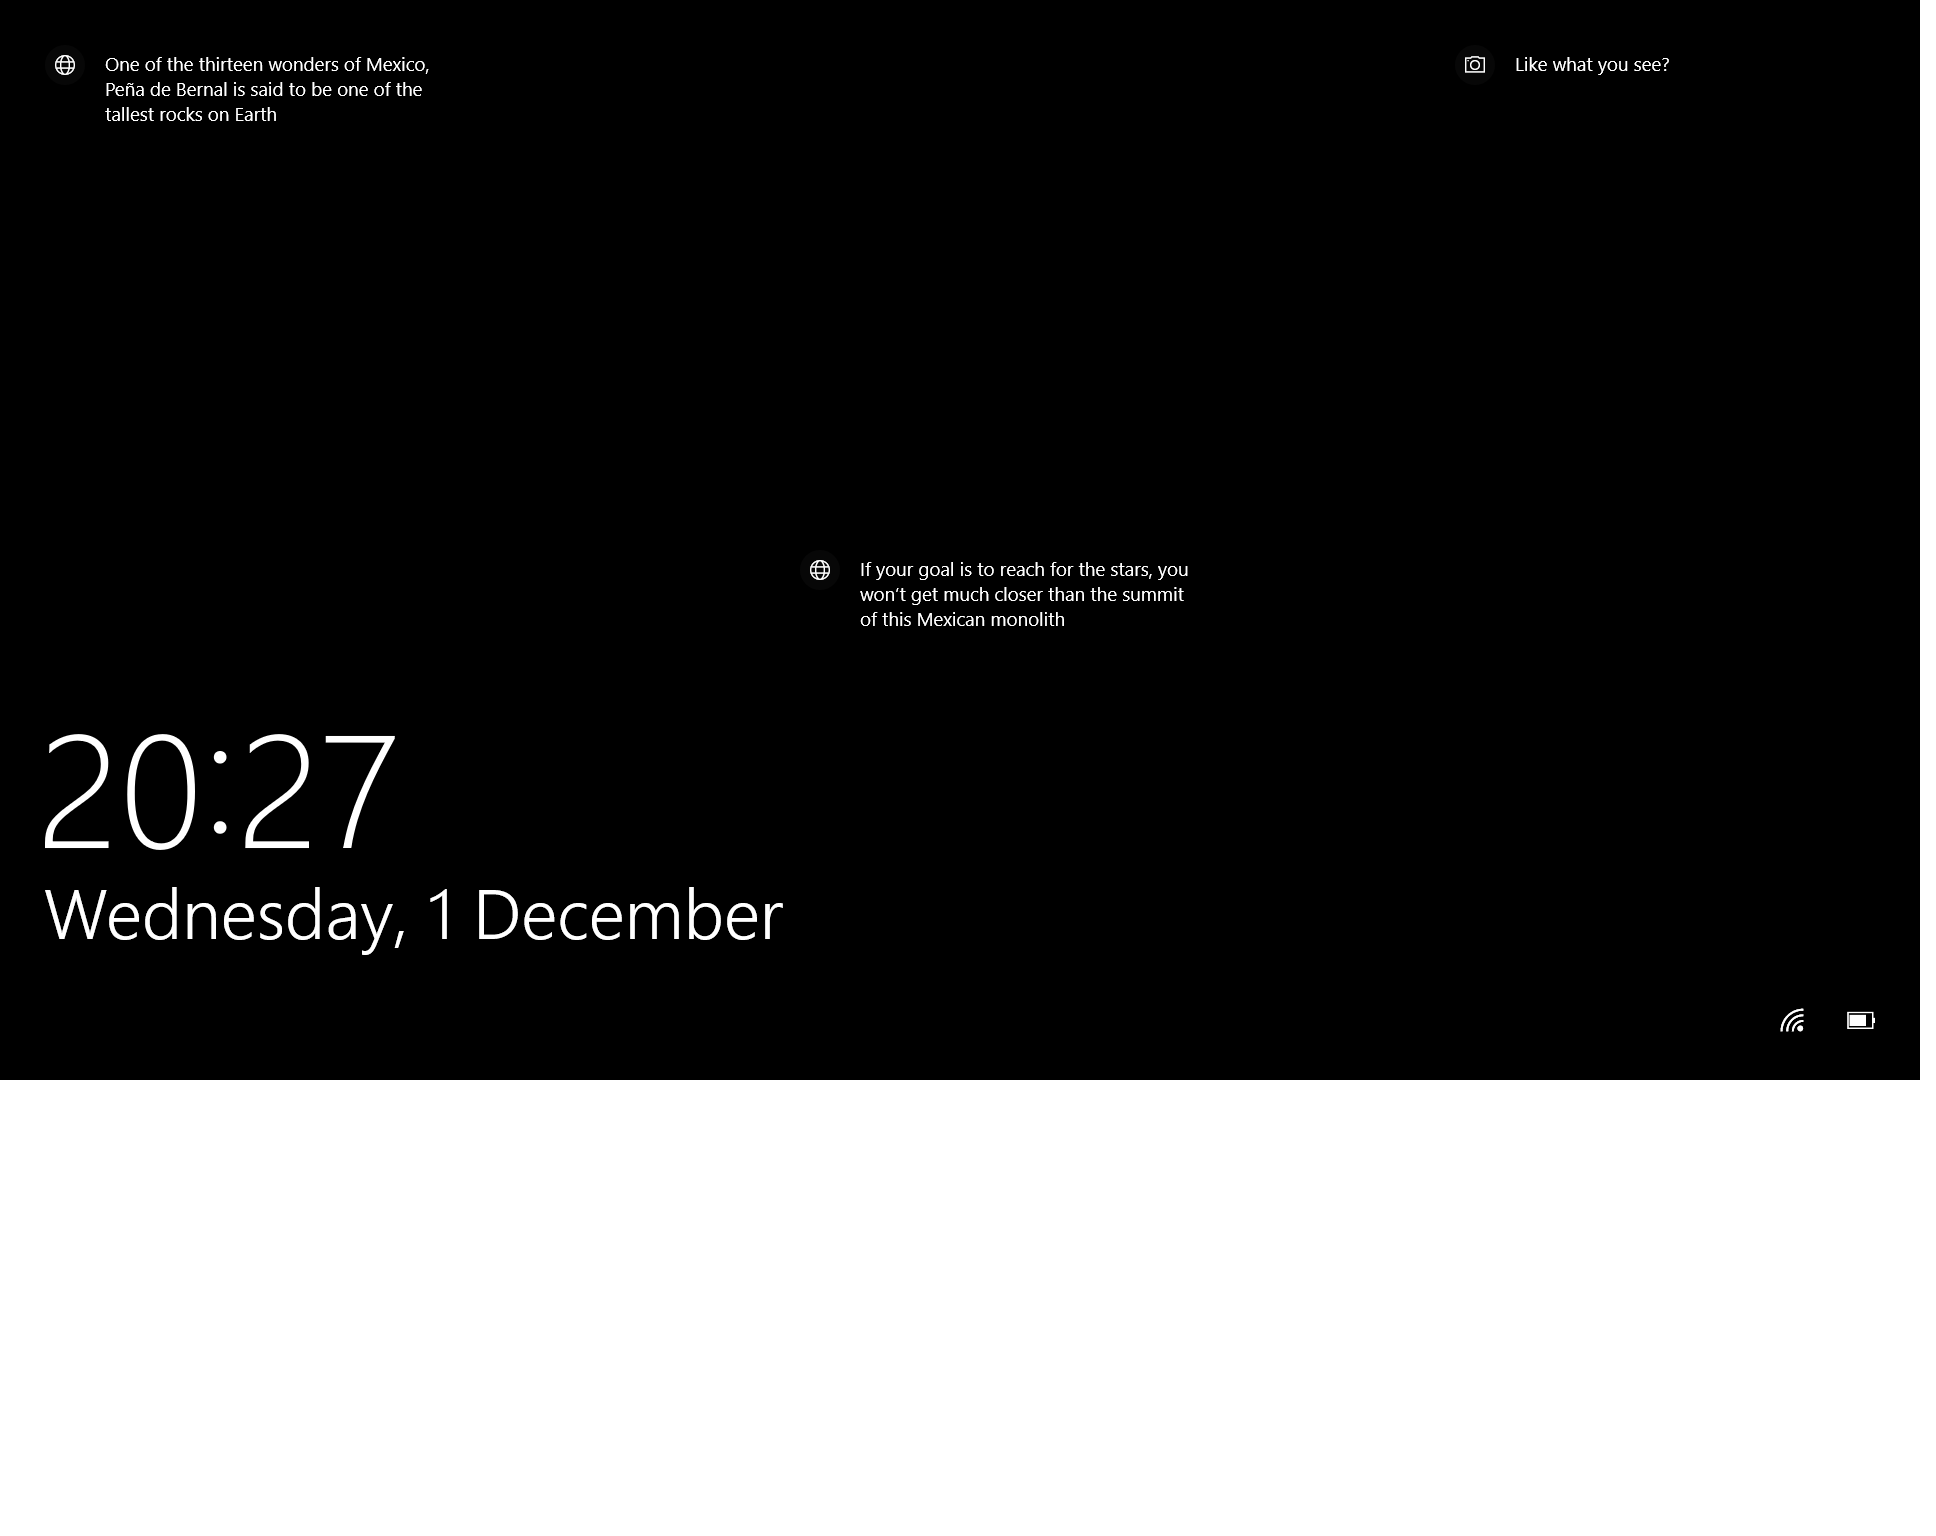 One of the thirteen wonders of Mexico,
Peña de Bernal is said to be one of the
tallest rocks on Earth
Like what you see?
If your goal is to reach for the stars, you
won’t get much closer than the summit
of this Mexican monolith
20:27
Wednesday, 1 December